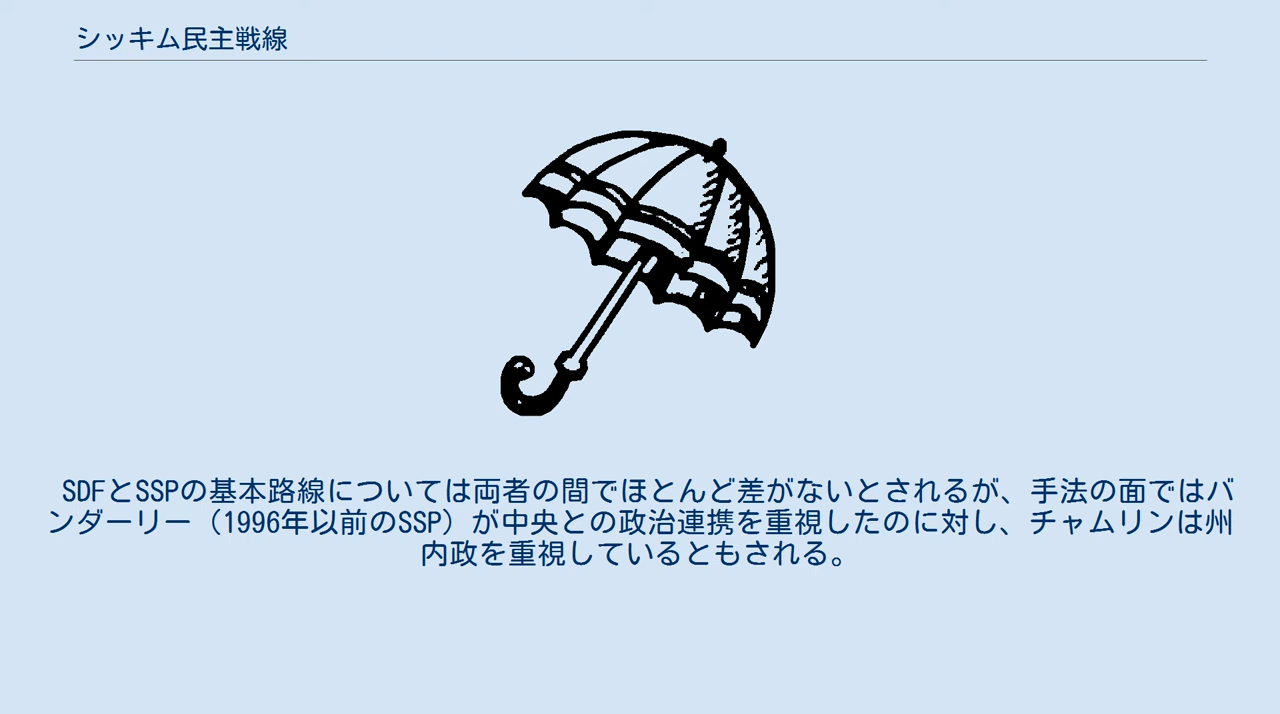 シッキム民主戦線
SDFとSSPの基本路線については両者の間でほとんど差がないとされるが、手法の面ではバ
ンダーリー（1996年以前のSSP）が中央との政治連携を重視したのに対し、チャムリンは州
内政を重視しているともされる。